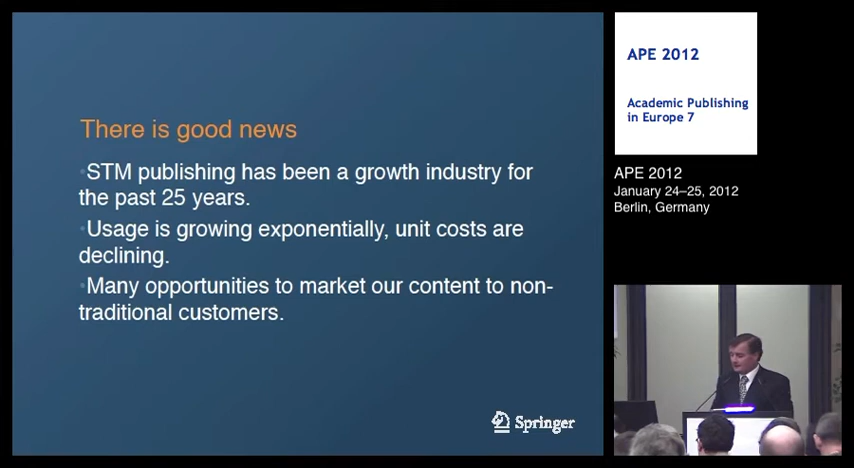 There is good news
•STM publishing has been a growth industry for
the past 25 years.
•Usage is growing exponentially, unit costs are
declining.
•Many opportunities to market our content to non-
traditional customers.
Springer
APE 2012
Academic Publishing
in Europe 7
APE 2012
January 24–25, 2012
Berlin, Germany